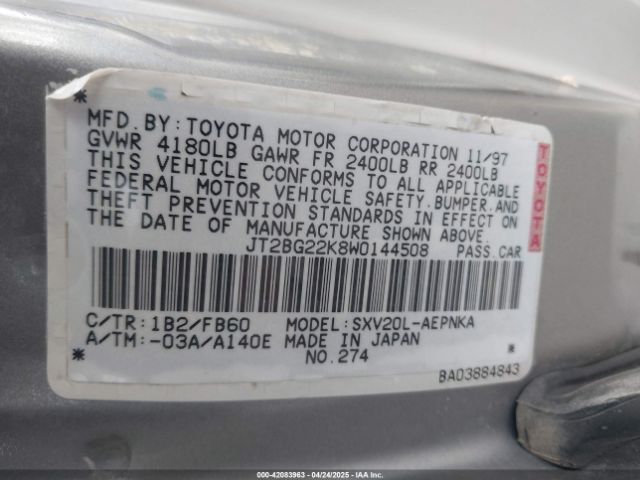 MFD. BY: TOYOTA MOTOR CORPORATION 11/97
GVWR 4180LB GAWR FR 2400LB RR 2400LB
THIS VEHICLE CONFORMS TO ALL APPLICABLE
FEDERAL MOTOR VEHICLE SAFETY.BUMPER.AND
THEFT PREVENTION STANDARDS IN EFFECT ON
THE DATE OF MANUFACTURE SHOWN ABOVE.
JT2BG22K8W0144508 PASS.CAR
C/TR:1B2/FB60 MODEL:SXV20L-AEPNKA
A/TM:-03A/A140E MADE IN JAPAN
NO.274
BA03884843
TOYOTA
000-42083963 - 04/24/2025 - IAAI.COM